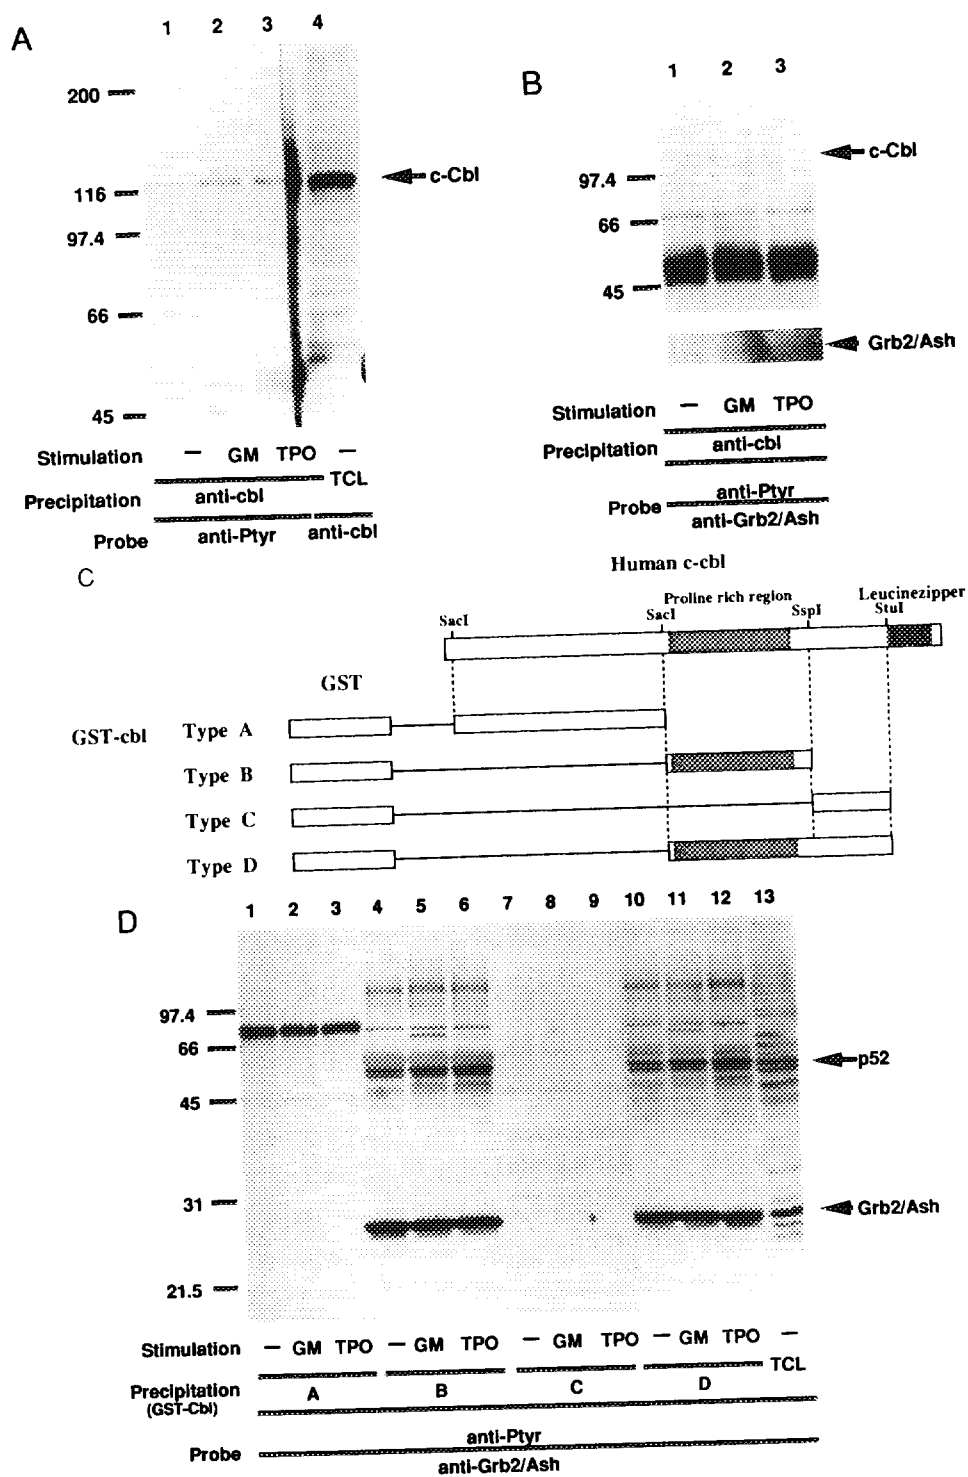 A
1 2 3 4
200
116
97.4
66
45
c-Cbl
Stimulation — GM TPO —
Precipitation anti-cbl TCL
Probe anti-Ptyr anti-cbl
B
1 2 3
c-Cbl
97.4
66
45
Grb2/Ash
Stimulation — GM TPO
Precipitation anti-cbl
Probe anti-Ptyr
anti-Grb2/Ash
C
Human c-cbl
Proline rich region
Leucinezipper
SacI SacI SspI StuI
GST
GST-cbl Type A
Type B
Type C
Type D
D
1 2 3 4 5 6 7 8 9 10 11 12 13
97.4
66
45
31
21.5
p52
Grb2/Ash
Stimulation — GM TPO — GM TPO — GM TPO — GM TPO —
Precipitation A B C D TCL
(GST-Cbl)
Probe anti-Ptyr
anti-Grb2/Ash